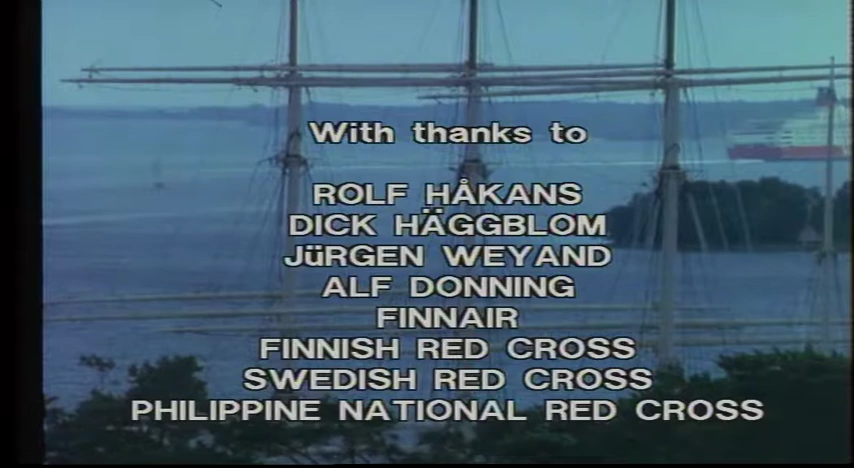 With thanks to
ROLF HÅKANS
DICK HÄGGBLOM
JüRGEN WEYAND
ALF DONNING
FINNAIR
FINNISH RED CROSS
SWEDISH RED CROSS
PHILIPPINE NATIONAL RED CROSS